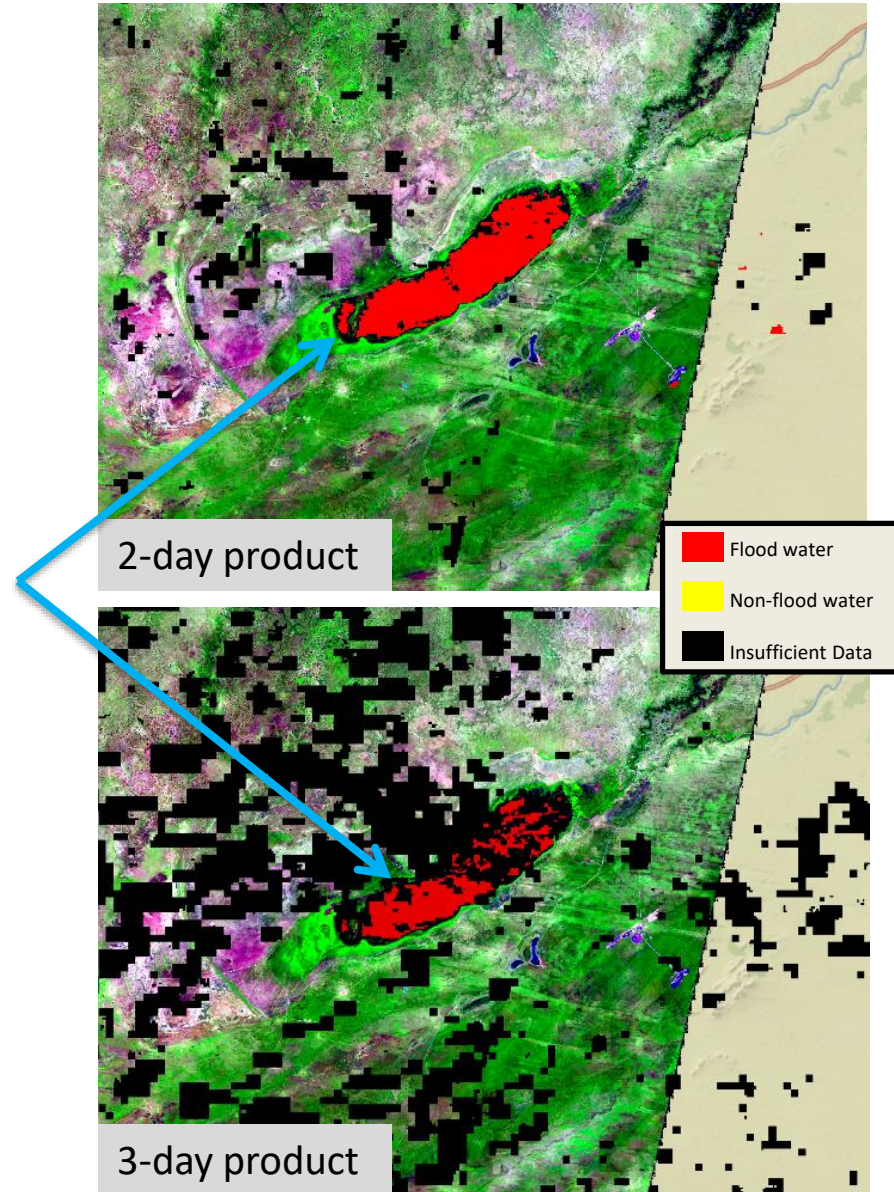 2-day product
Flood water
Non-flood water
Insufficient Data
3-day product